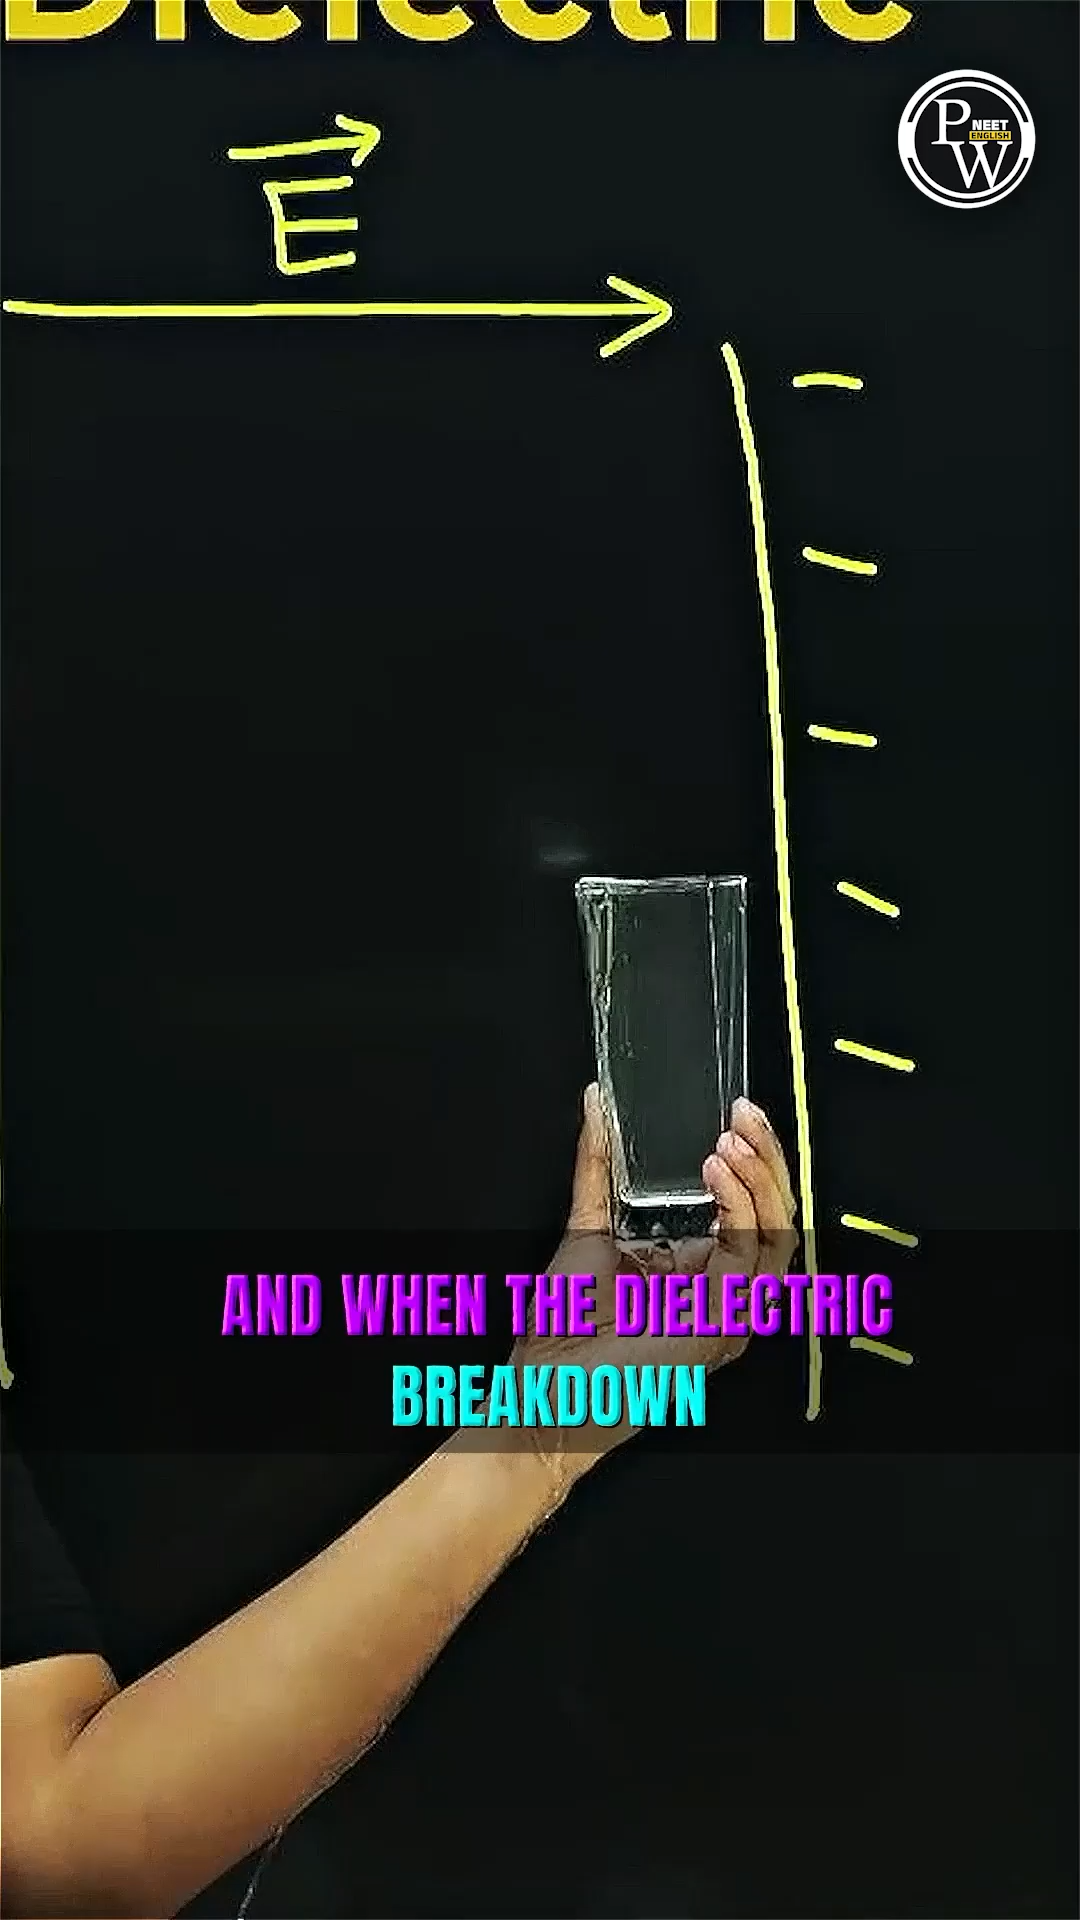 Dielectric
PW
NEET
ENGLISH
E
AND WHEN THE DIELECTRIC
BREAKDOWN